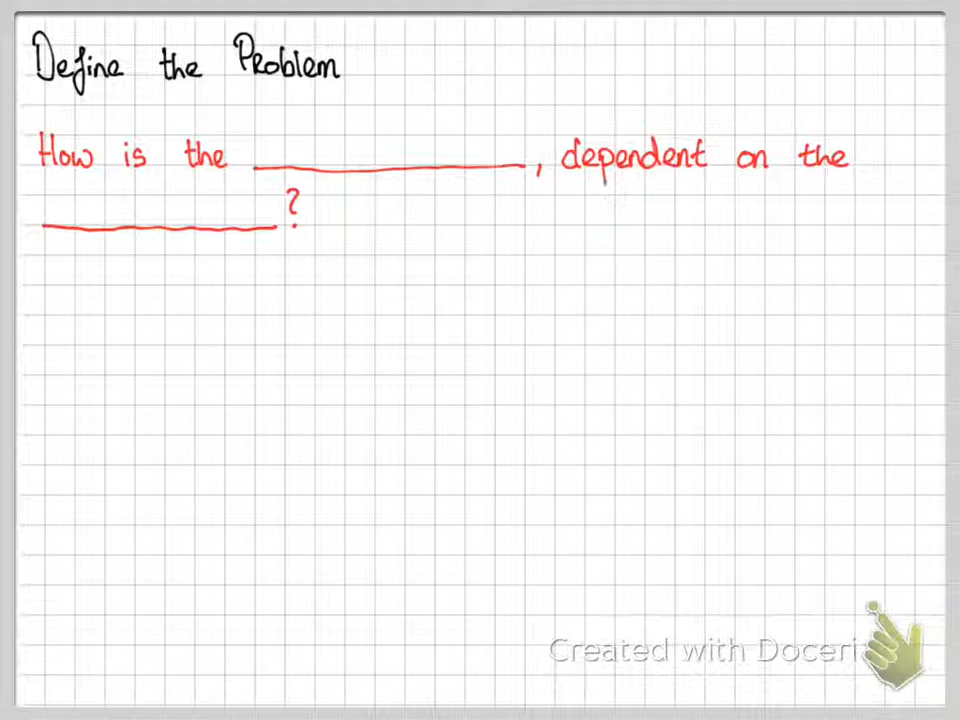 Define the Problem
How is the ____________, dependent on the
____________?
Created with Doceri